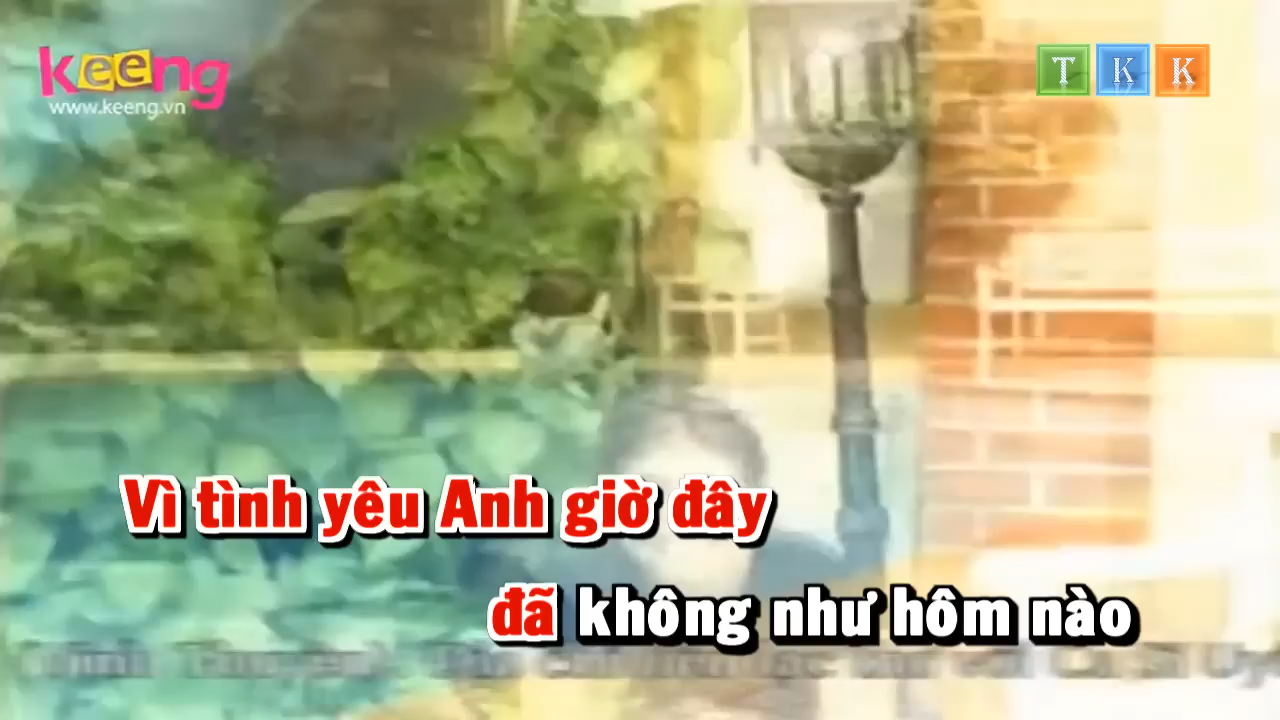 keeng
www.keeng.vn
T K K
Vì tình yêu Anh giờ đây
đã không như hôm nào